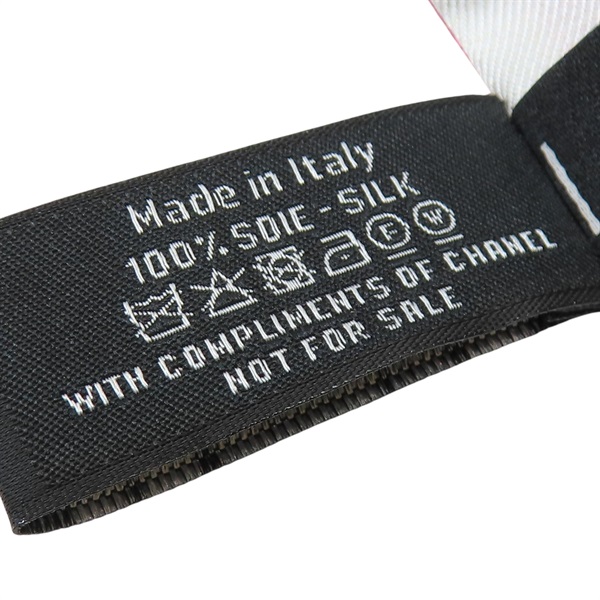 Made in Italy
100% SOIE - SILK
F W
WITH COMPLIMENTS OF CHANEL
NOT FOR SALE